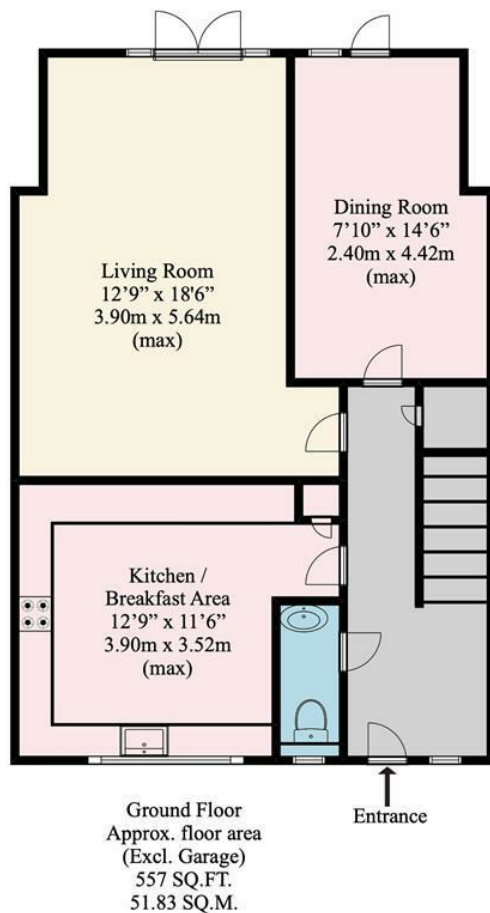 Living Room
12’9” x 18'6”
3.90m x 5.64m
(max)
Dining Room
7’10” x 14’6”
2.40m x 4.42m
(max)
Kitchen /
Breakfast Area
12’9” x 11’6”
3.90m x 3.52m
(max)
Ground Floor
Approx. floor area
(Excl. Garage)
557 SQ.FT.
51.83 SQ.M.
Entrance